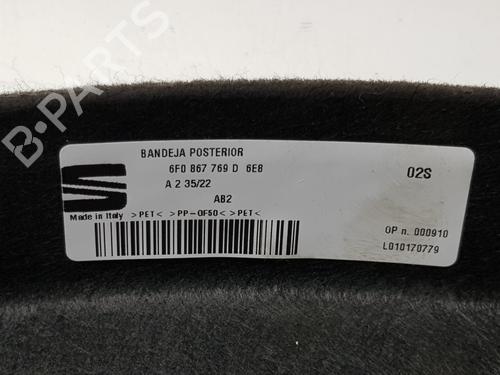 BANDEJA POSTERIOR
6F0 867 769 D 6E8
A 2 35/22
02S
AB2
Made in Italy >PET< >PP-GF50< >PET<
OP n. 000910
L010170779
B-PARTS